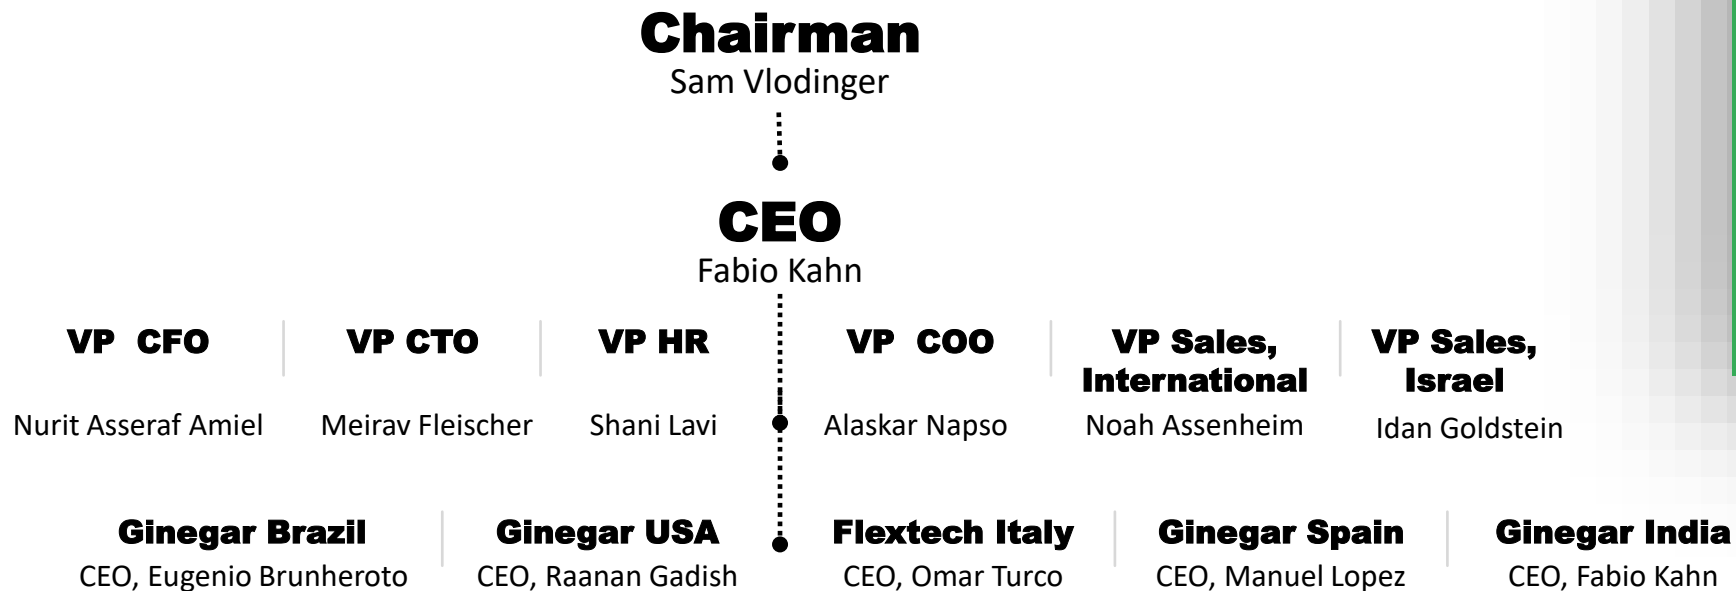 Chairman
Sam Vlodinger
CEO
Fabio Kahn
VP CFO
Nurit Asseraf Amiel
VP CTO
Meirav Fleischer
VP HR
Shani Lavi
VP COO
Alaskar Napso
VP Sales,
International
Noah Assenheim
VP Sales,
Israel
Idan Goldstein
Ginegar Brazil
CEO, Eugenio Brunheroto
Ginegar USA
CEO, Raanan Gadish
Flextech Italy
CEO, Omar Turco
Ginegar Spain
CEO, Manuel Lopez
Ginegar India
CEO, Fabio Kahn